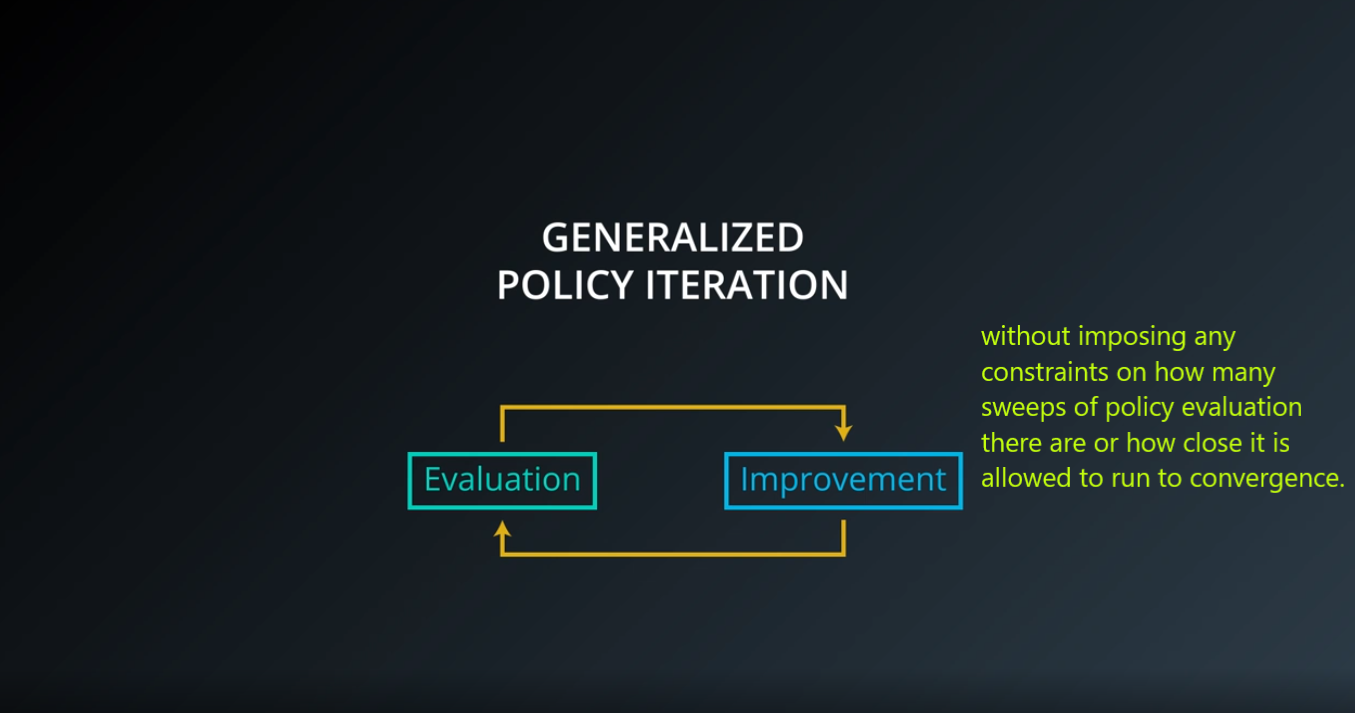 GENERALIZED
POLICY ITERATION
Evaluation
Improvement
without imposing any
constraints on how many
sweeps of policy evaluation
there are or how close it is
allowed to run to convergence.